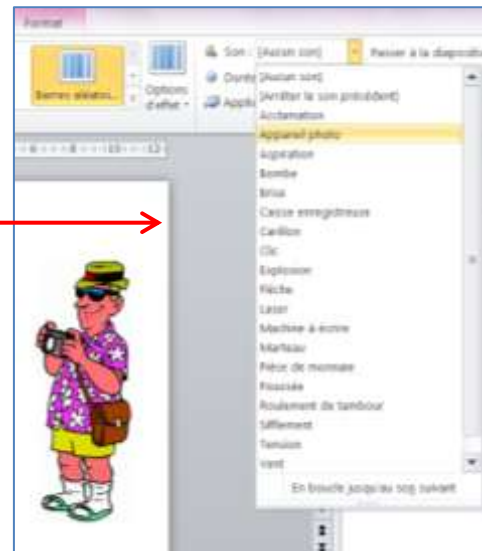 Format
Son : [Aucun son]
Passer à la diapositi
Barres aléatoi...
Options d'effet
Durée
Appli
[Aucun son]
[Arrêter le son précédent]
Acclamation
Appareil photo
Aspiration
Bombe
Brise
Caisse enregistreuse
Carillon
Clic
Explosion
Flèche
Laser
Machine à écrire
Marteau
Pièce de monnaie
Poussée
Roulement de tambour
Sifflement
Tension
Vent
En boucle jusqu'au son suivant